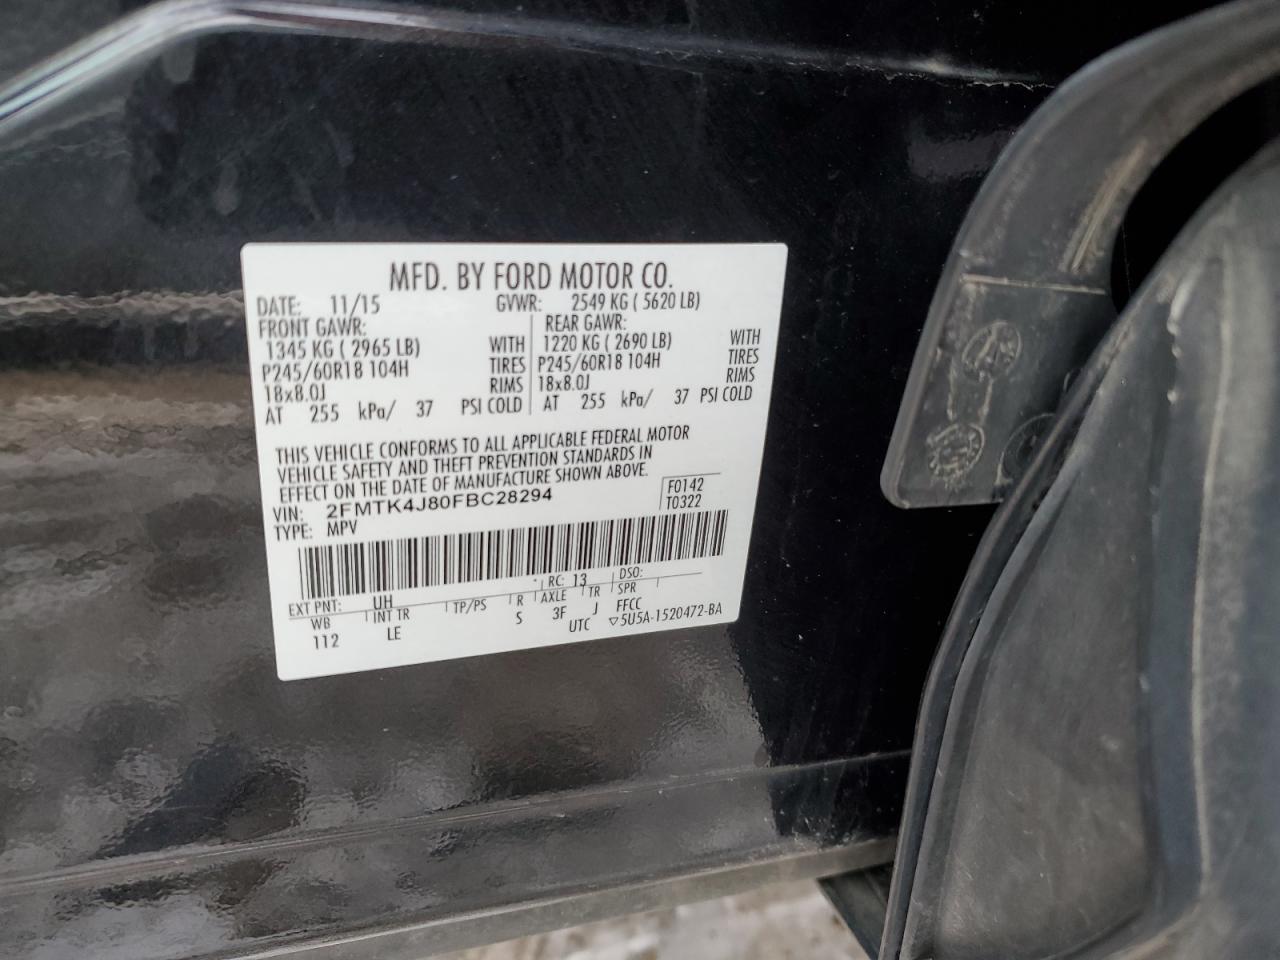 MFD. BY FORD MOTOR CO.
DATE: 11/15 GVWR: 2549 KG ( 5620 LB)
FRONT GAWR: REAR GAWR:
1345 KG ( 2965 LB) WITH 1220 KG ( 2690 LB) WITH
P245/60R18 104H TIRES P245/60R18 104H TIRES
18x8.0J RIMS 18x8.0J RIMS
AT 255 kPa/ 37 PSI COLD AT 255 kPa/ 37 PSI COLD
THIS VEHICLE CONFORMS TO ALL APPLICABLE FEDERAL MOTOR
VEHICLE SAFETY AND THEFT PREVENTION STANDARDS IN
EFFECT ON THE DATE OF MANUFACTURE SHOWN ABOVE.
VIN: 2FMTK4J80FBC28294 F0142
TYPE: MPV T0322
EXT PNT: UH RC: 13 DSO:
WB INT TR TP/PS R AXLE TR SPR
112 LE S 3F J FFCC
UTC ▽5U5A-1520472-BA